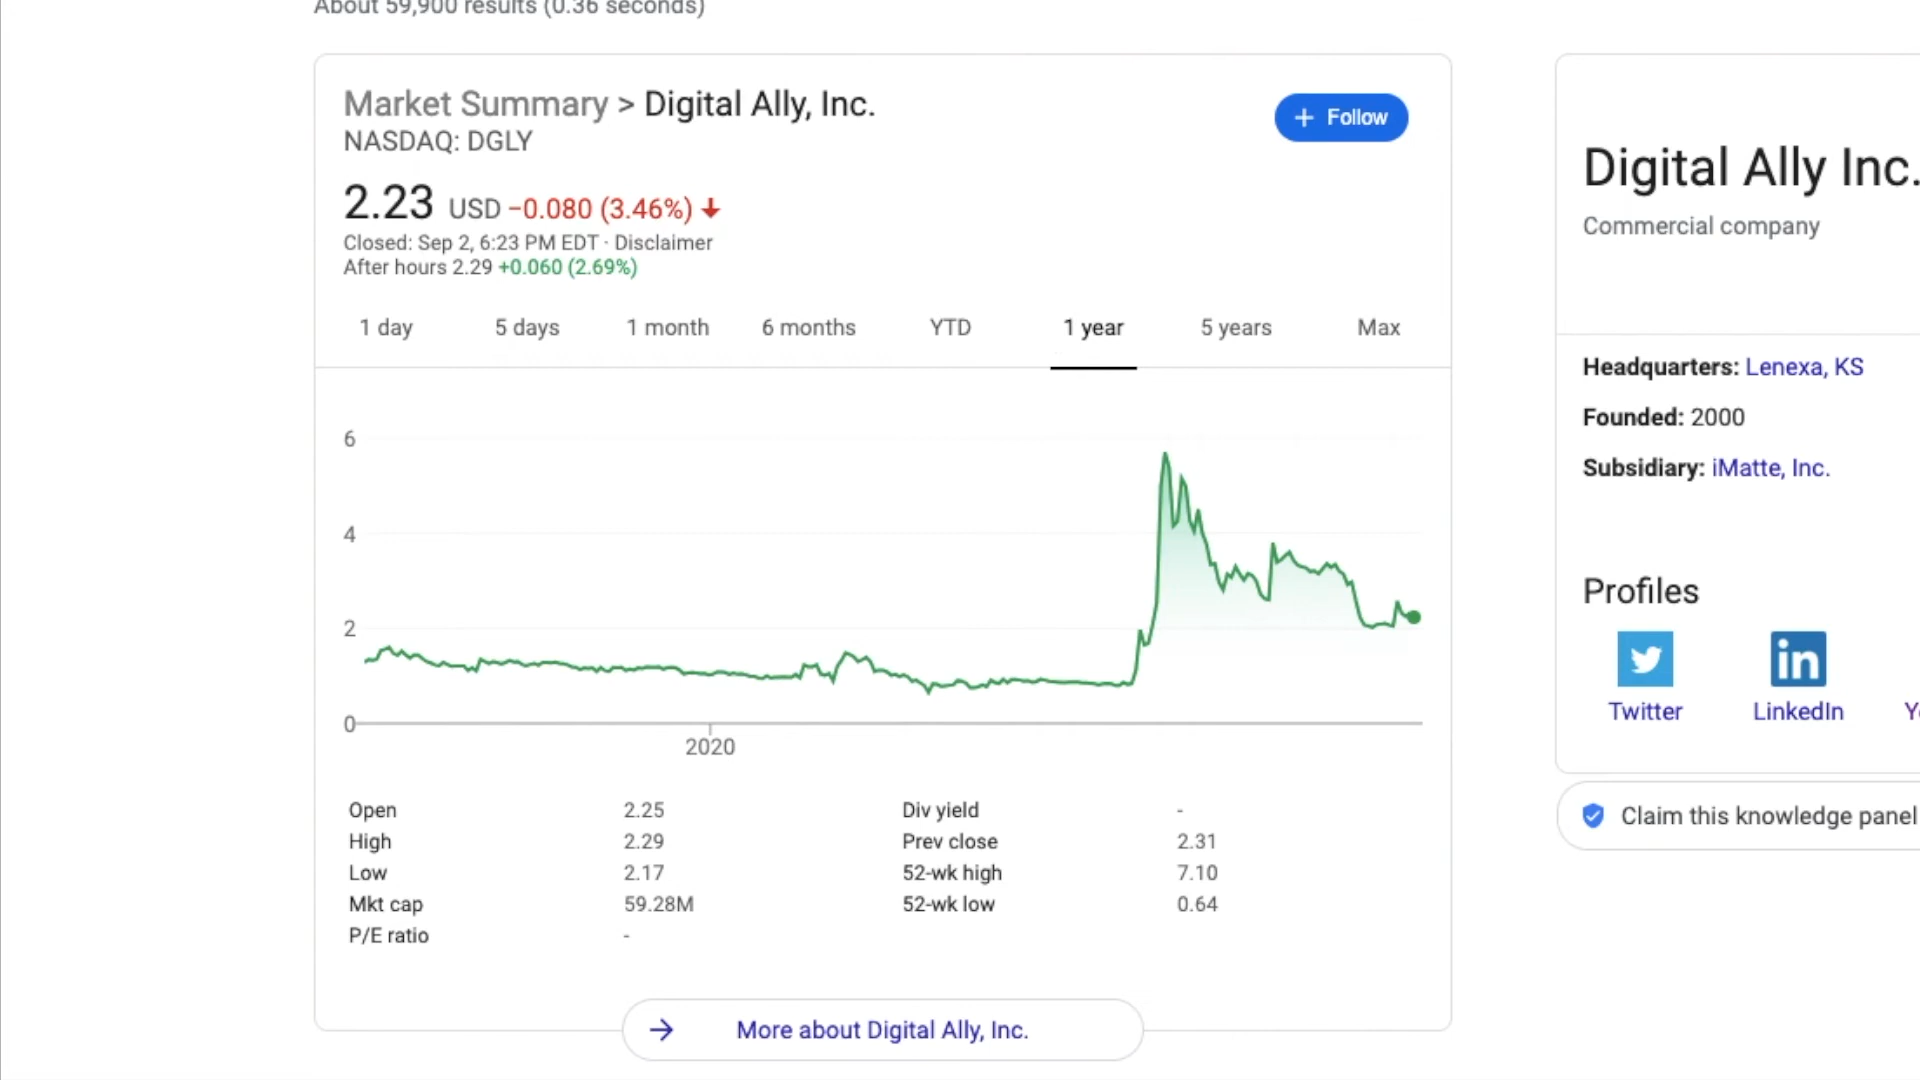 About 59,900 results (0.36 seconds)
Market Summary > Digital Ally, Inc.
NASDAQ: DGLY
+ Follow
2.23 USD −0.080 (3.46%)
Closed: Sep 2, 6:23 PM EDT · Disclaimer
After hours 2.29 +0.060 (2.69%)
1 day 5 days 1 month 6 months YTD 1 year 5 years Max
6
4
2
0
2020
Open 2.25 Div yield -
High 2.29 Prev close 2.31
Low 2.17 52-wk high 7.10
Mkt cap 59.28M 52-wk low 0.64
P/E ratio -
More about Digital Ally, Inc.
Digital Ally Inc.
Commercial company
Headquarters: Lenexa, KS
Founded: 2000
Subsidiary: iMatte, Inc.
Profiles
in
Twitter LinkedIn
Claim this knowledge panel